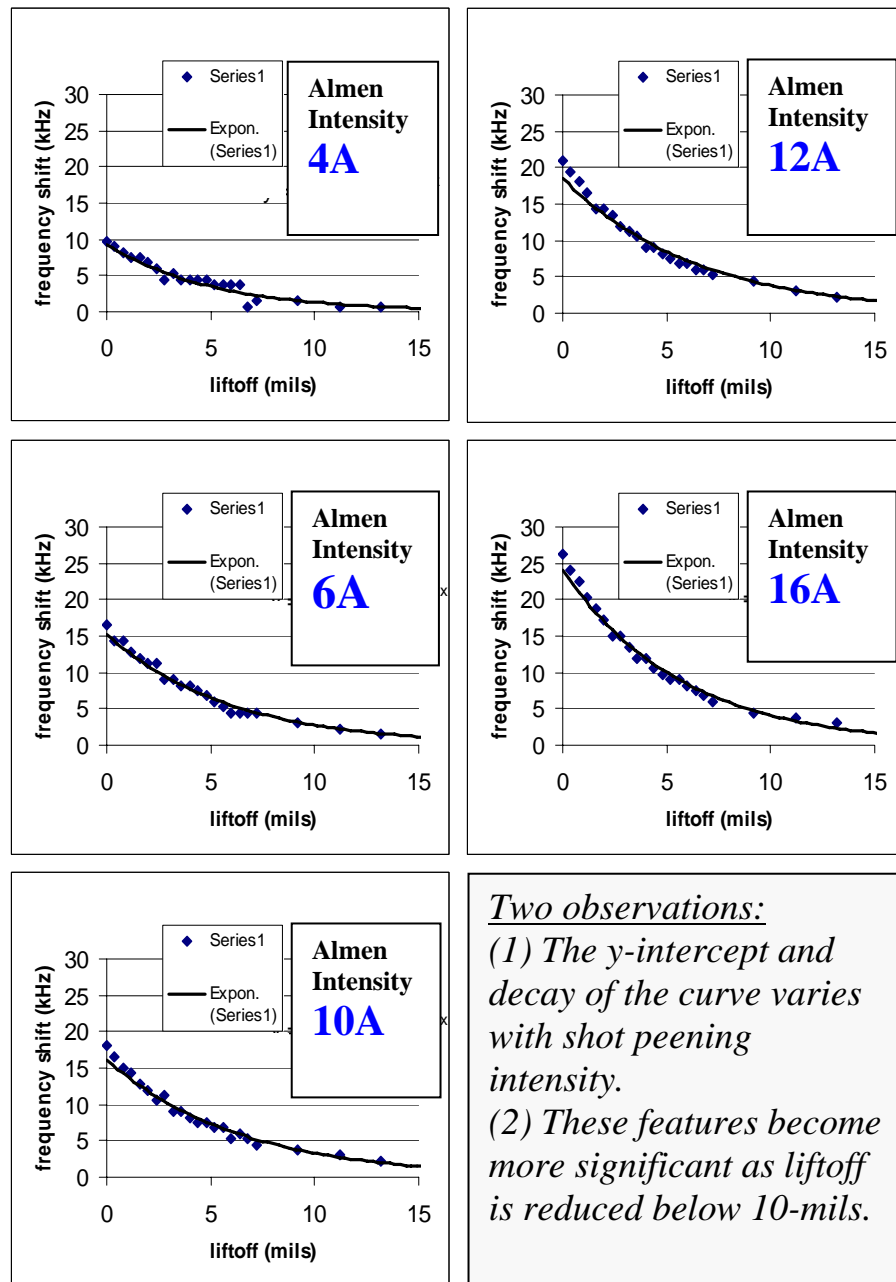 Series1
Expon.
(Series1)
Almen
Intensity
4A
frequency shift (kHz)
30
25
20
15
10
5
0
0 5 10 15
liftoff (mils)
Series1
Expon.
(Series1)
Almen
Intensity
12A
frequency shift (kHz)
30
25
20
15
10
5
0
0 5 10 15
liftoff (mils)
Series1
Expon.
(Series1)
Almen
Intensity
6A
x
frequency shift (kHz)
30
25
20
15
10
5
0
0 5 10 15
liftoff (mils)
Series1
Expon.
(Series1)
Almen
Intensity
16A
frequency shift (kHz)
30
25
20
15
10
5
0
0 5 10 15
liftoff (mils)
Series1
Expon.
(Series1)
Almen
Intensity
10A
x
frequency shift (kHz)
30
25
20
15
10
5
0
0 5 10 15
liftoff (mils)
Two observations:
(1) The y-intercept and
decay of the curve varies
with shot peening
intensity.
(2) These features become
more significant as liftoff
is reduced below 10-mils.